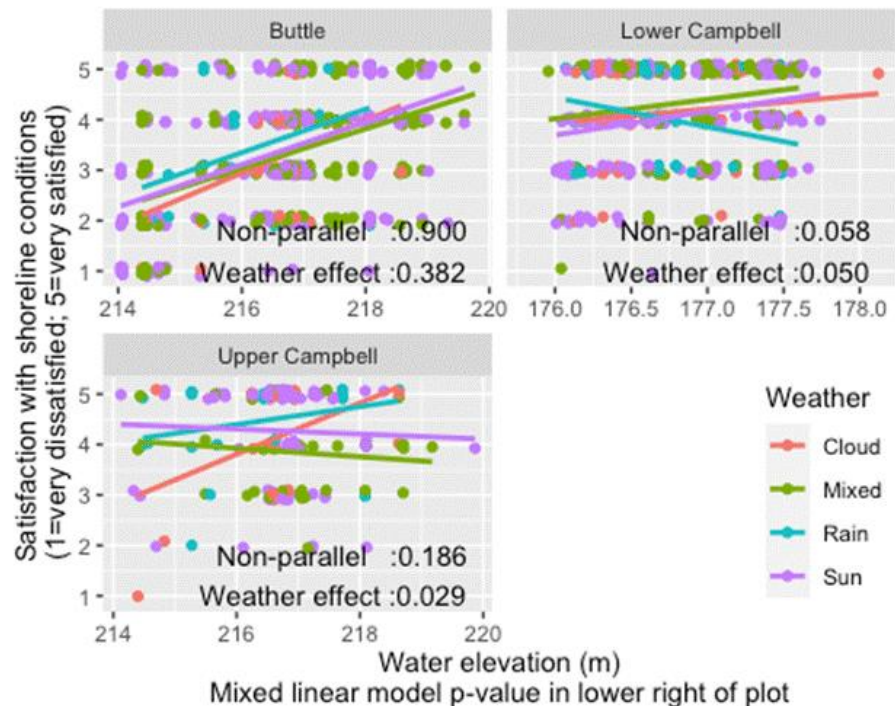 Buttle
Lower Campbell
5
4
3
2
1
Non-parallel :0.900
Weather effect :0.382
Non-parallel :0.058
Weather effect :0.050
214 216 218 220
176.0 176.5 177.0 177.5 178.0
Satisfaction with shoreline conditions
(1=very dissatisfied; 5=very satisfied)
Upper Campbell
5
4
3
2
1
Non-parallel :0.186
Weather effect :0.029
214 216 218 220
Weather
Cloud
Mixed
Rain
Sun
Water elevation (m)
Mixed linear model p-value in lower right of plot